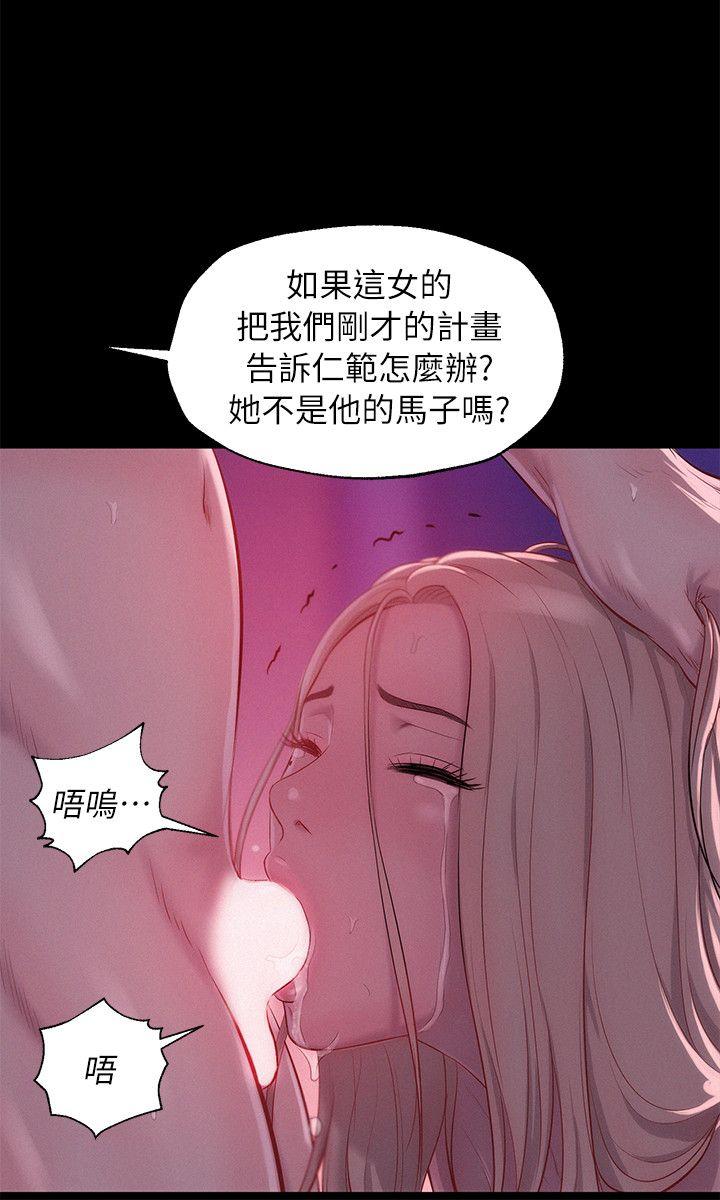 如果這女的
把我們剛才的計畫
告訴仁範怎麼辦?
她不是他的馬子嗎?
唔嗚…
唔